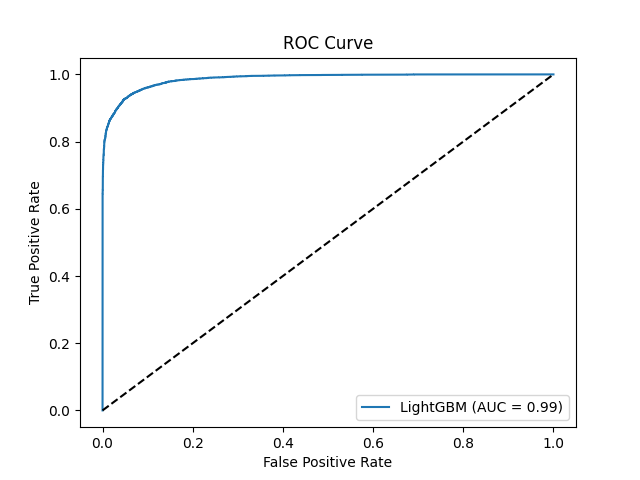 ROC Curve
1.0
0.8
0.6
0.4
0.2
0.0
True Positive Rate
LightGBM (AUC = 0.99)
0.0 0.2 0.4 0.6 0.8 1.0
False Positive Rate